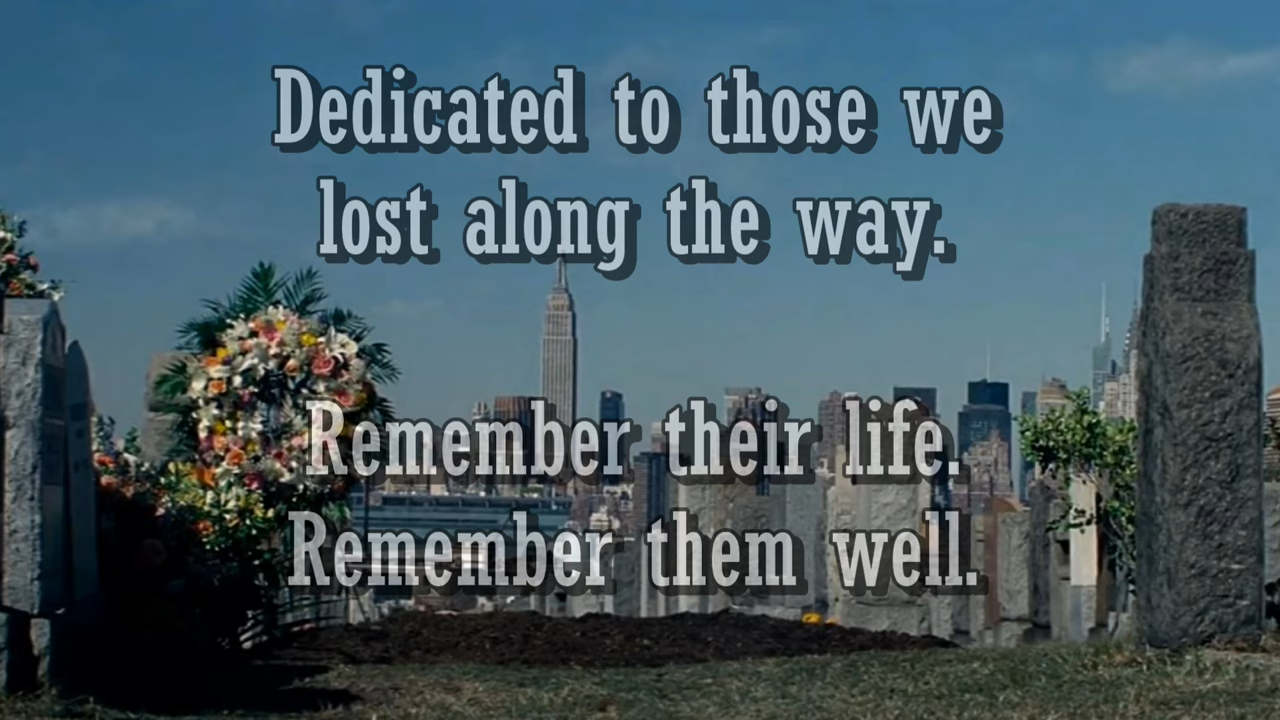 Dedicated to those we
lost along the way.
Remember their life.
Remember them well.